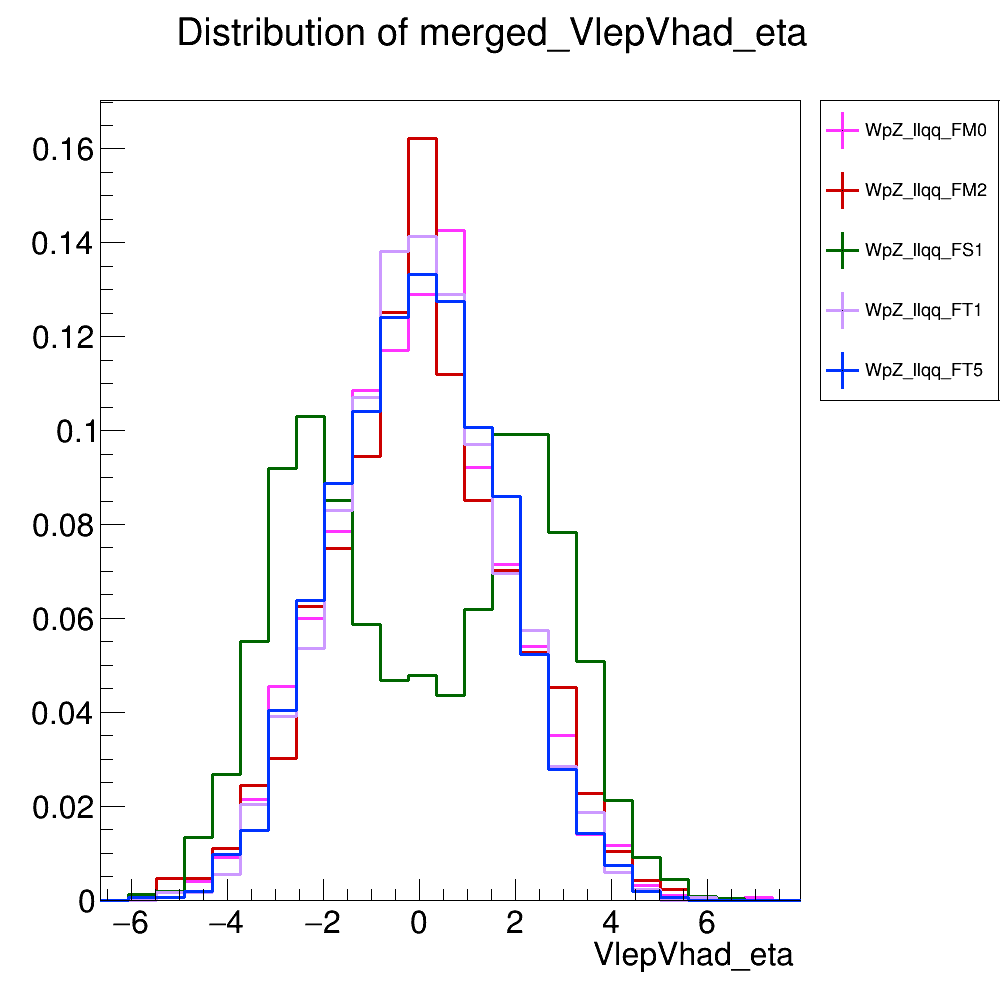 Distribution of merged_VlepVhad_eta
WpZ_llqq_FM0
WpZ_llqq_FM2
WpZ_llqq_FS1
WpZ_llqq_FT1
WpZ_llqq_FT5
0.16
0.14
0.12
0.1
0.08
0.06
0.04
0.02
0
−6 −4 −2 0 2 4 6
VlepVhad_eta